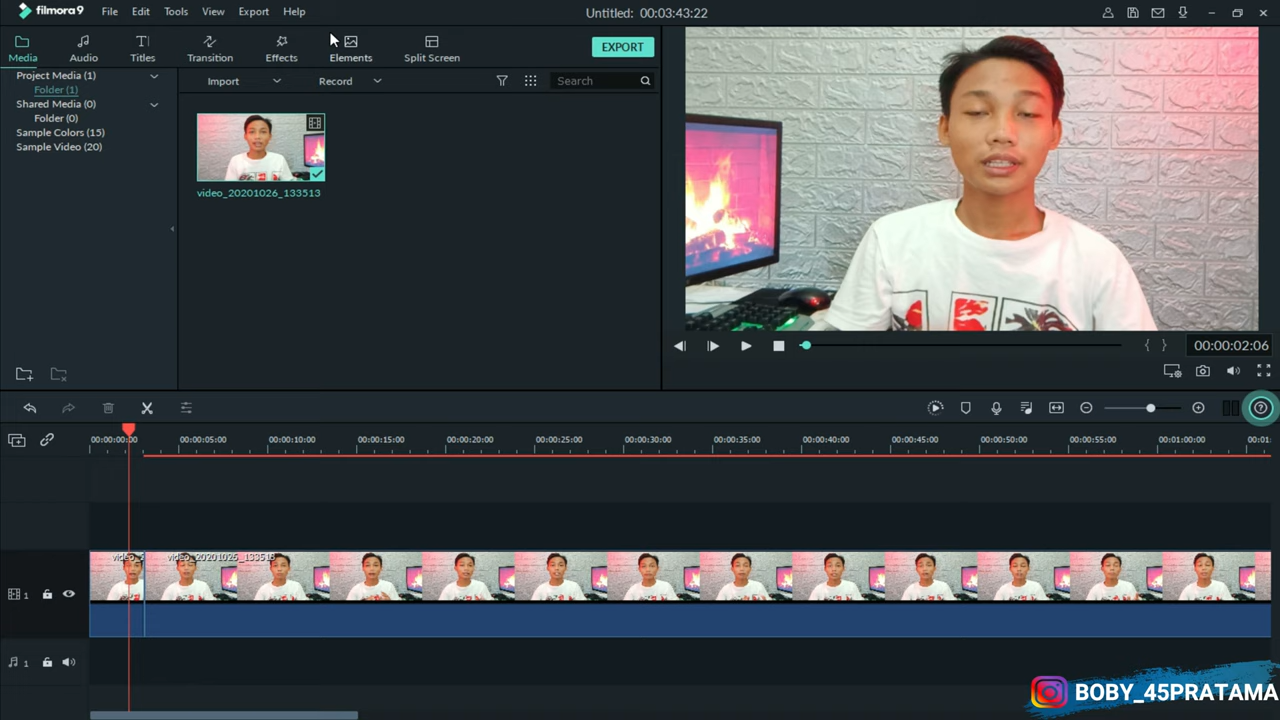 filmora9
File Edit Tools View Export Help
Untitled: 00:03:43:22
Media Audio Titles Transition Effects Elements Split Screen
EXPORT
Project Media (1)
Folder (1)
Shared Media (0)
Folder (0)
Sample Colors (15)
Sample Video (20)
Import Record Search
video_20201026_133513
00:00:02:06
00:00:00:00 00:00:05:00 00:00:10:00 00:00:15:00 00:00:20:00 00:00:25:00 00:00:30:00 00:00:35:00 00:00:40:00 00:00:45:00 00:00:50:00 00:00:55:00 00:01:00:00
1
1
BOBY_45PRATAMA